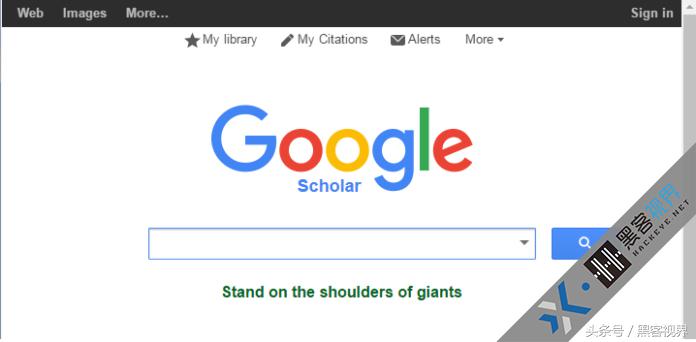 Web Images More... Sign in
My library My Citations Alerts More
Google
Scholar
Stand on the shoulders of giants
黑客视界
HACKEYE.NET
头条号 / 黑客视界